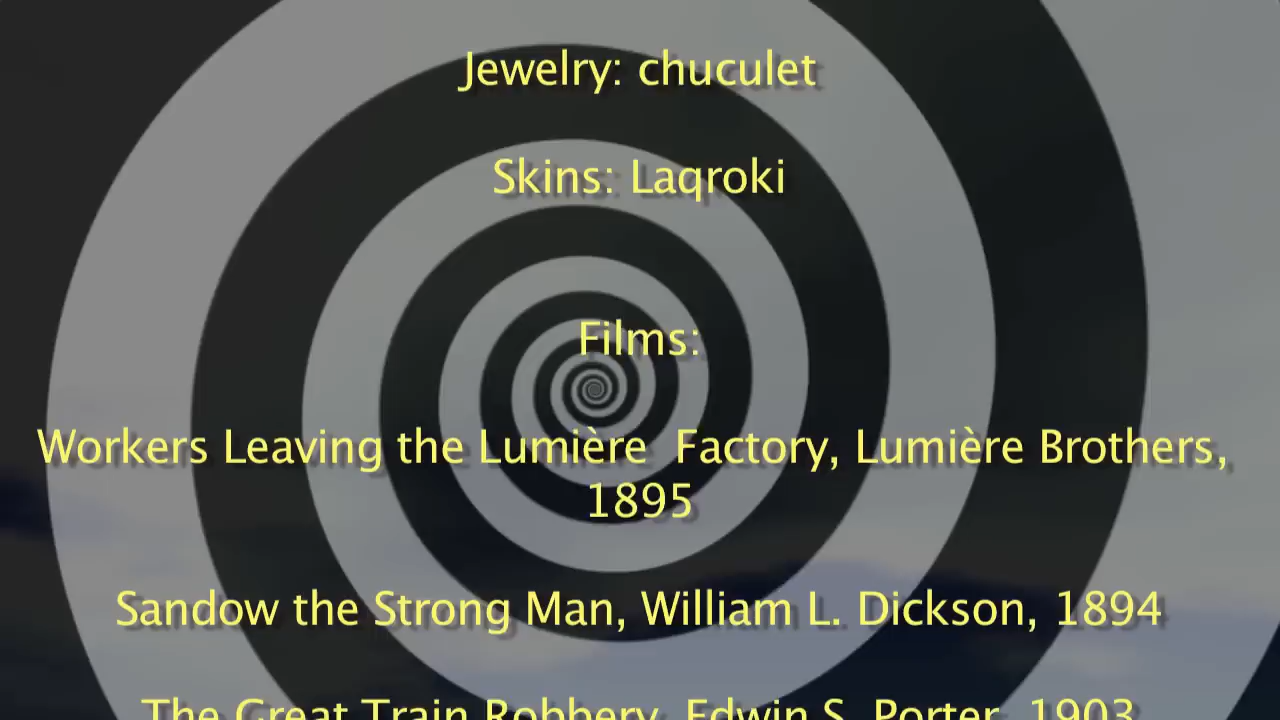 Jewelry: chuculet
Skins: Laqroki
Films:
Workers Leaving the Lumière Factory, Lumière Brothers,
1895
Sandow the Strong Man, William L. Dickson, 1894
The Great Train Robbery, Edwin S. Porter, 1903